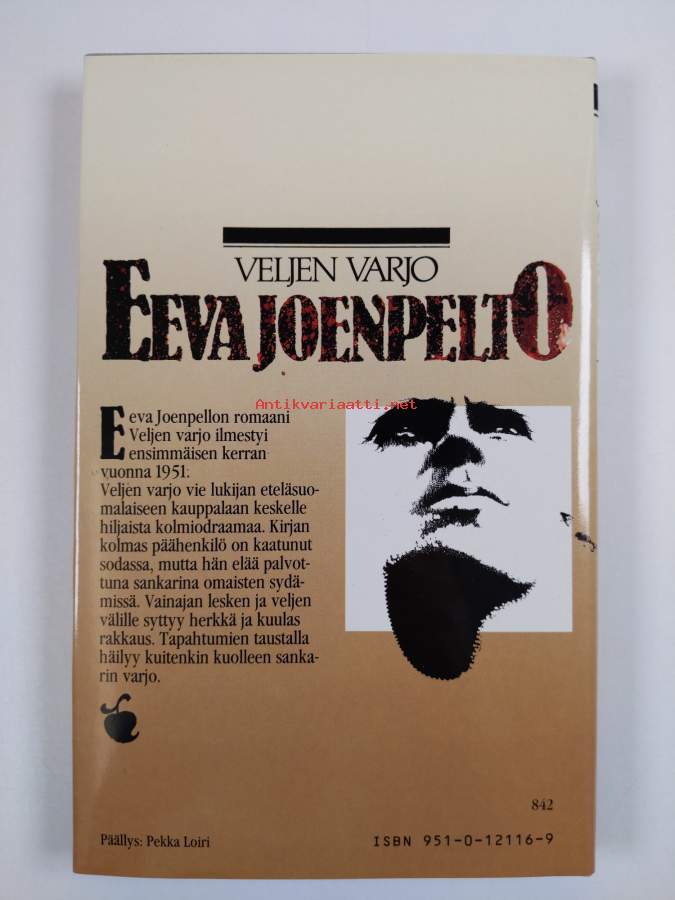 VELJEN VARJO
EEVA JOENPELTO
Antikvariaatti.net
Eeva Joenpellon romaani
Veljen varjo ilmestyi
ensimmäisen kerran
vuonna 1951.
Veljen varjo vie lukijan eteläsuo-
malaiseen kauppalaan keskelle
hiljaista kolmiodraamaa. Kirjan
kolmas päähenkilö on kaatunut
sodassa, mutta hän elää palvot-
tuna sankarina omaisten sydä-
missä. Vainajan lesken ja veljen
välille syttyy herkkä ja kuulas
rakkaus. Tapahtumien taustalla
häilyy kuitenkin kuolleen sanka-
rin varjo.
842
Päällys: Pekka Loiri
ISBN 951-0-12116-9